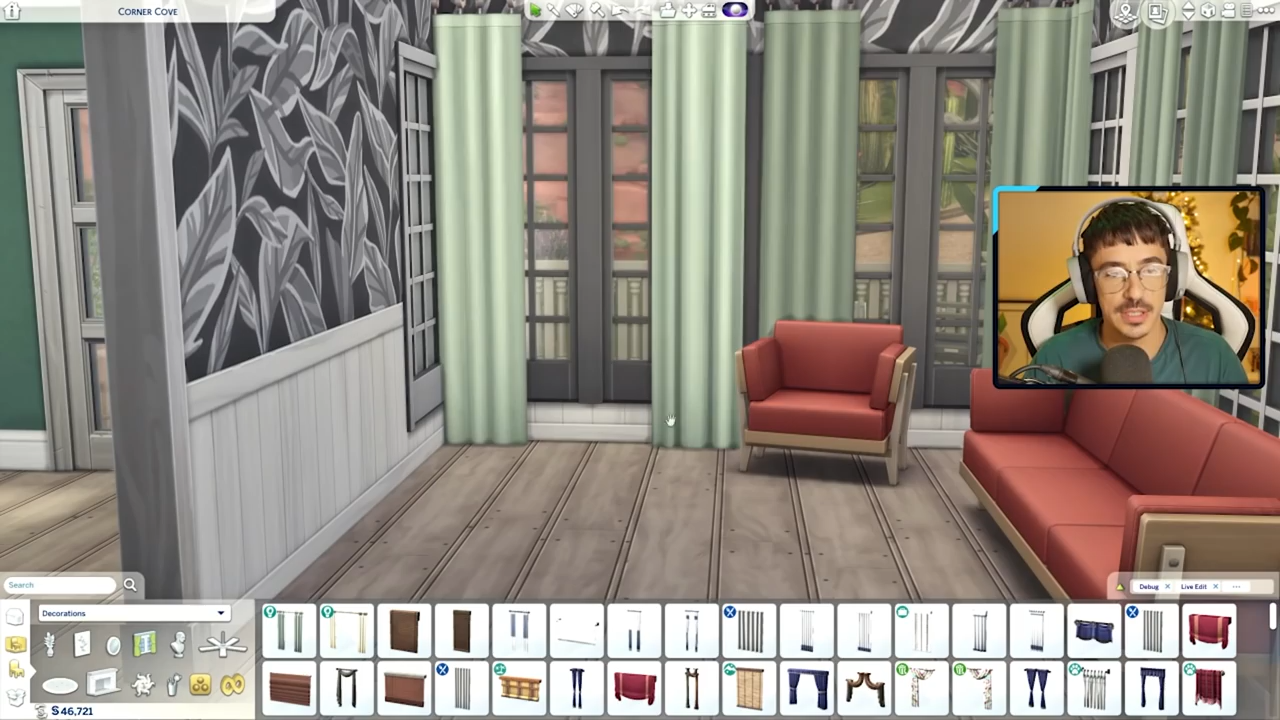 CORNER COVE
Search
Debug × Live Edit ×
Decorations
§46,721